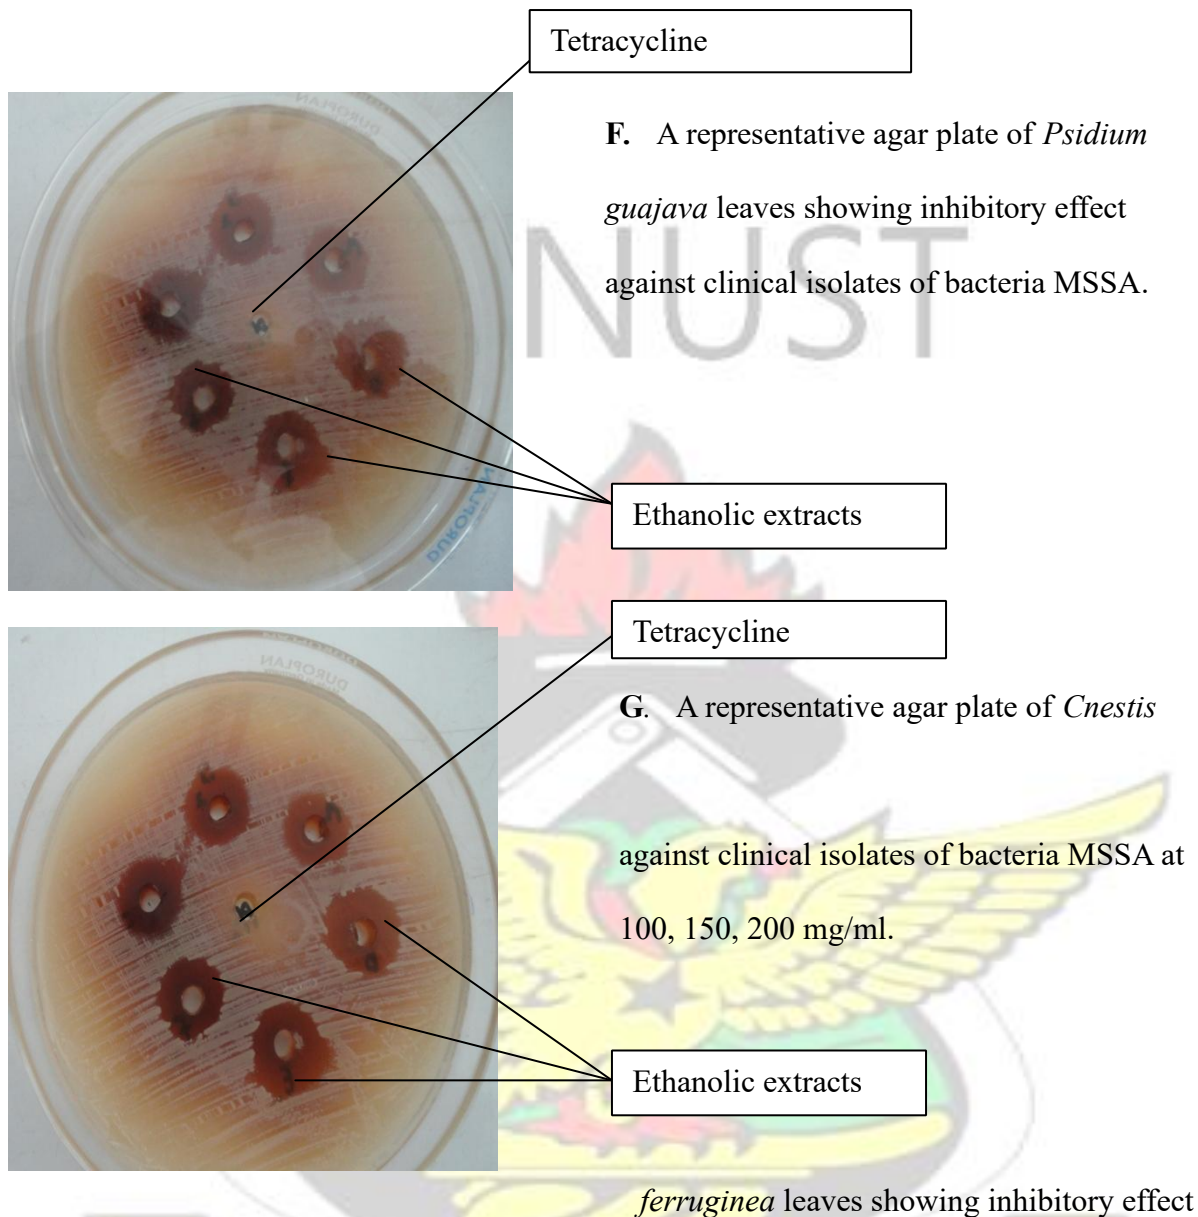 Tetracycline
F. A representative agar plate of Psidium
guajava leaves showing inhibitory effect
NUST
against clinical isolates of bacteria MSSA.
DUROPLAN
Ethanolic extracts
Tetracycline
DUROPLAN
G. A representative agar plate of Cnestis
against clinical isolates of bacteria MSSA at
100, 150, 200 mg/ml.
Ethanolic extracts
ferruginea leaves showing inhibitory effect